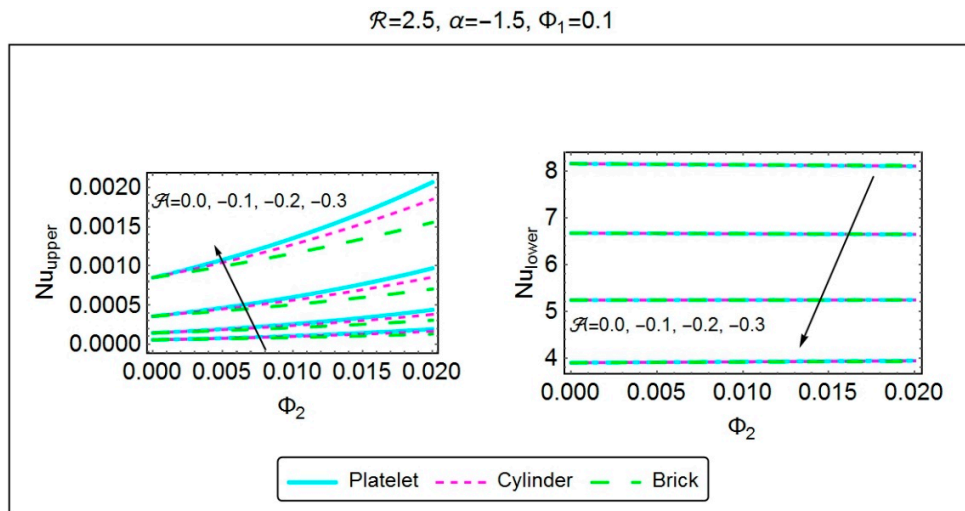 ℛ=2.5, α=−1.5, Φ₁=0.1
Nu_upper
0.0020
0.0015
0.0010
0.0005
0.0000
𝒜=0.0, −0.1, −0.2, −0.3
0.000 0.005 0.010 0.015 0.020
Φ₂
Nu_lower
8
7
6
5
4
𝒜=0.0, −0.1, −0.2, −0.3
0.000 0.005 0.010 0.015 0.020
Φ₂
Platelet Cylinder Brick